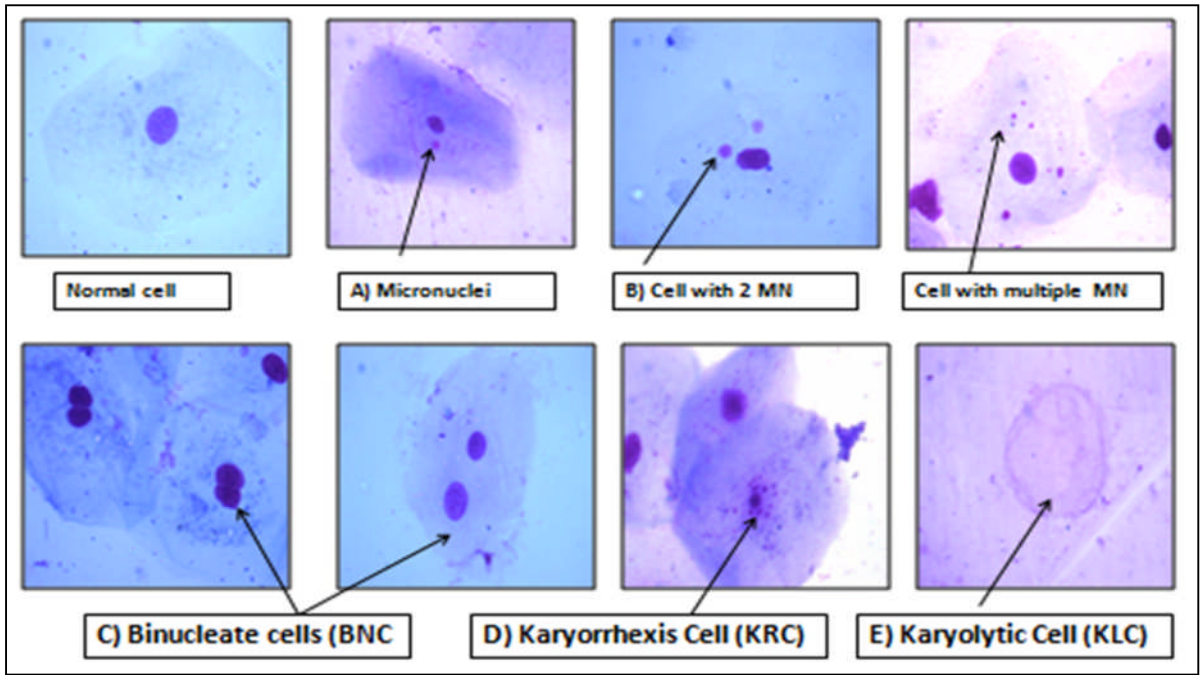 Normal cell
A) Micronuclei
B) Cell with 2 MN
Cell with multiple MN
C) Binucleate cells (BNC
D) Karyorrhexis Cell (KRC)
E) Karyolytic Cell (KLC)